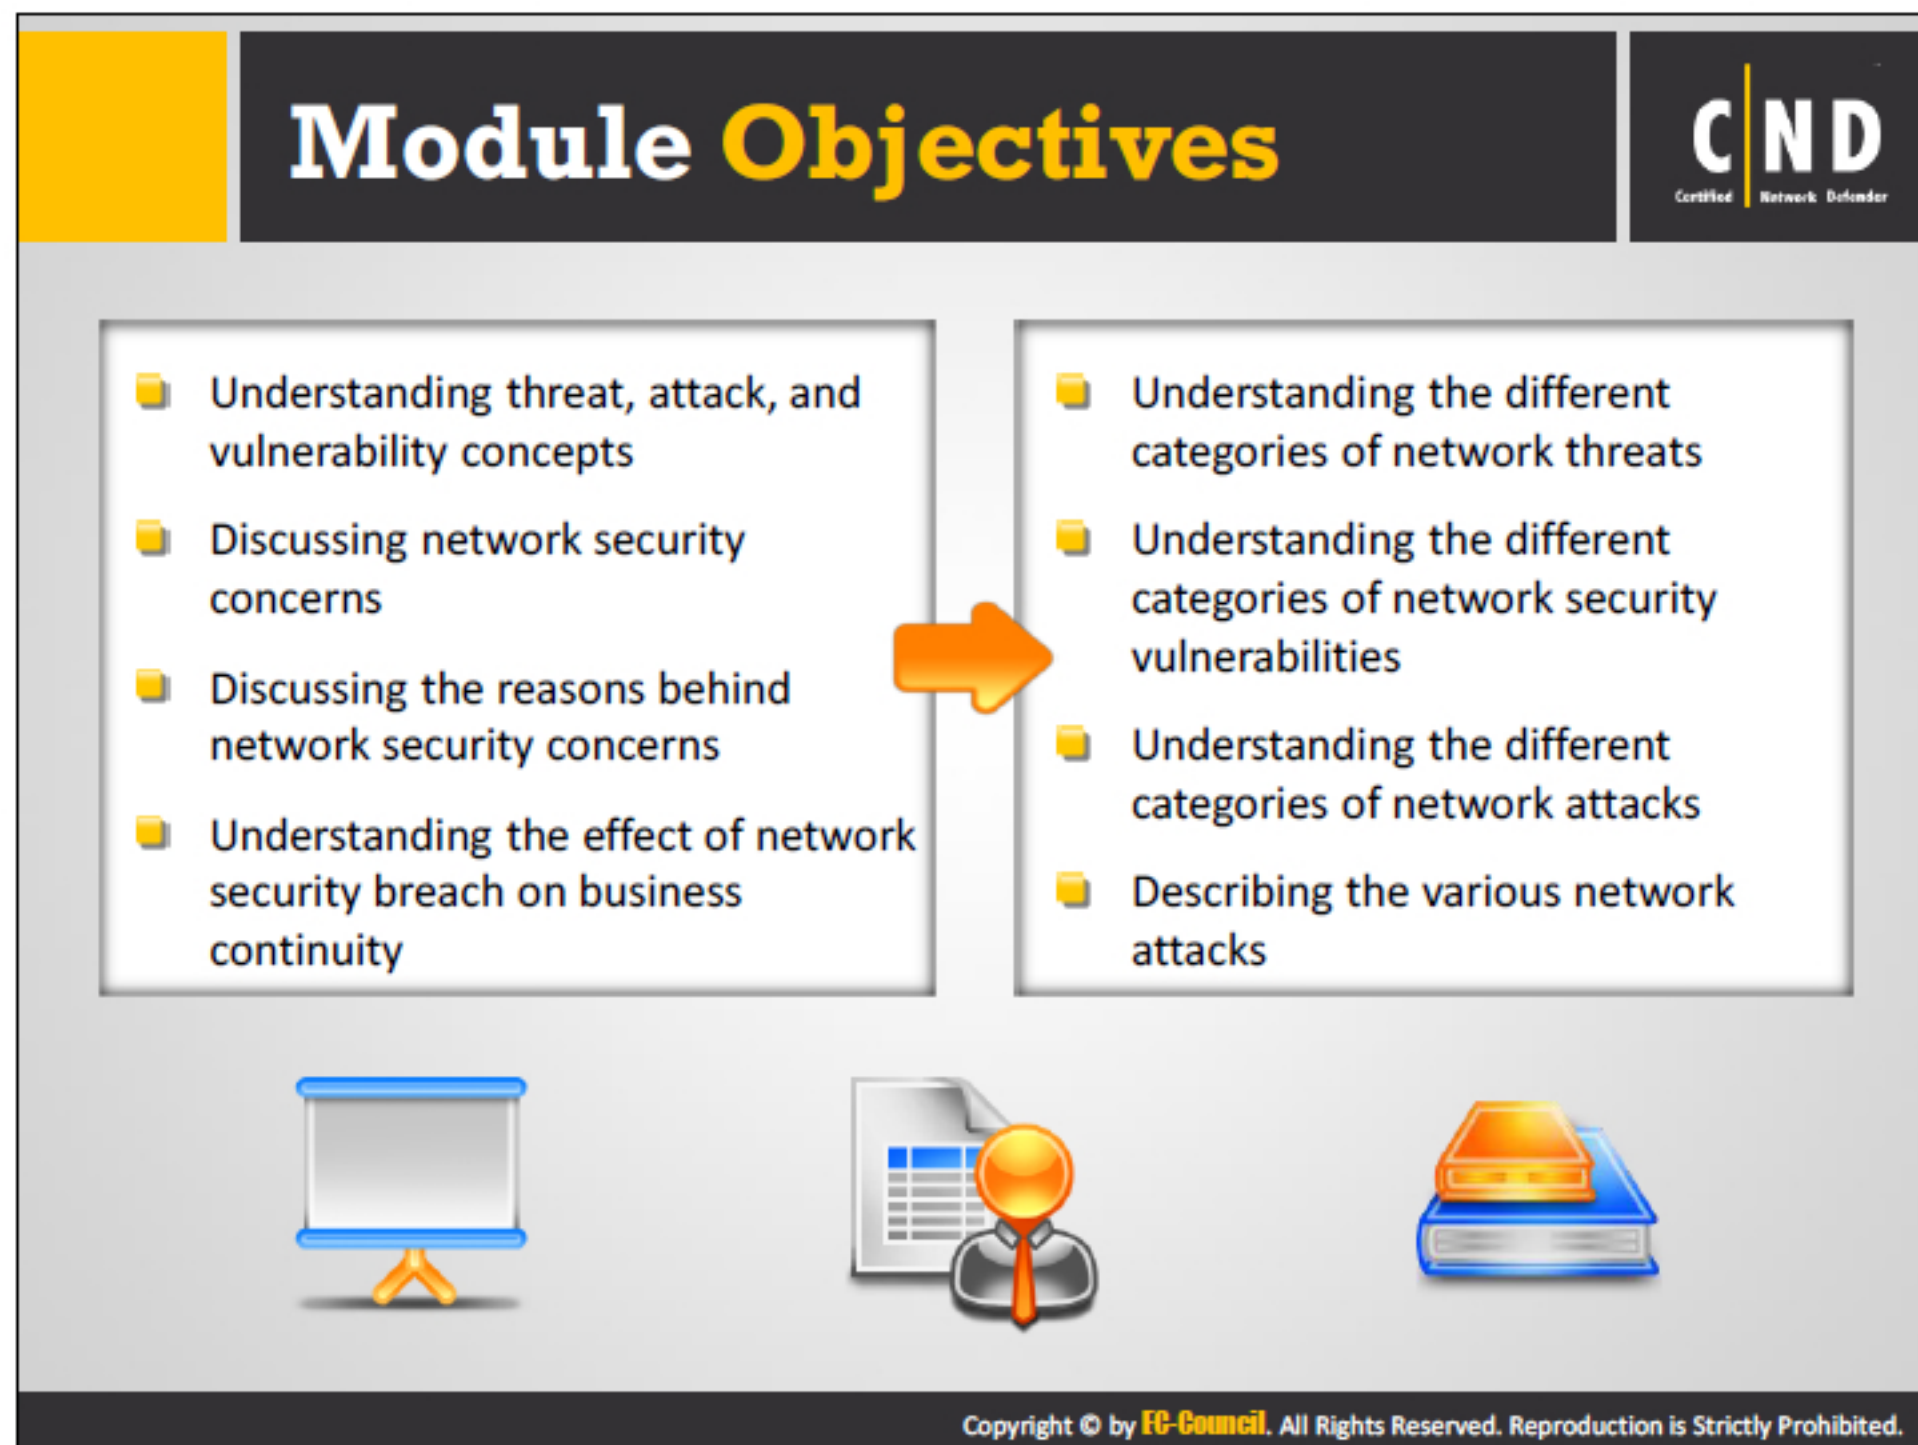 Module Objectives
C ND
Certified Network Defender
Understanding threat, attack, and
vulnerability concepts
Discussing network security
concerns
Discussing the reasons behind
network security concerns
Understanding the effect of network
security breach on business
continuity
Understanding the different
categories of network threats
Understanding the different
categories of network security
vulnerabilities
Understanding the different
categories of network attacks
Describing the various network
attacks
Copyright © by EC-Council. All Rights Reserved. Reproduction is Strictly Prohibited.